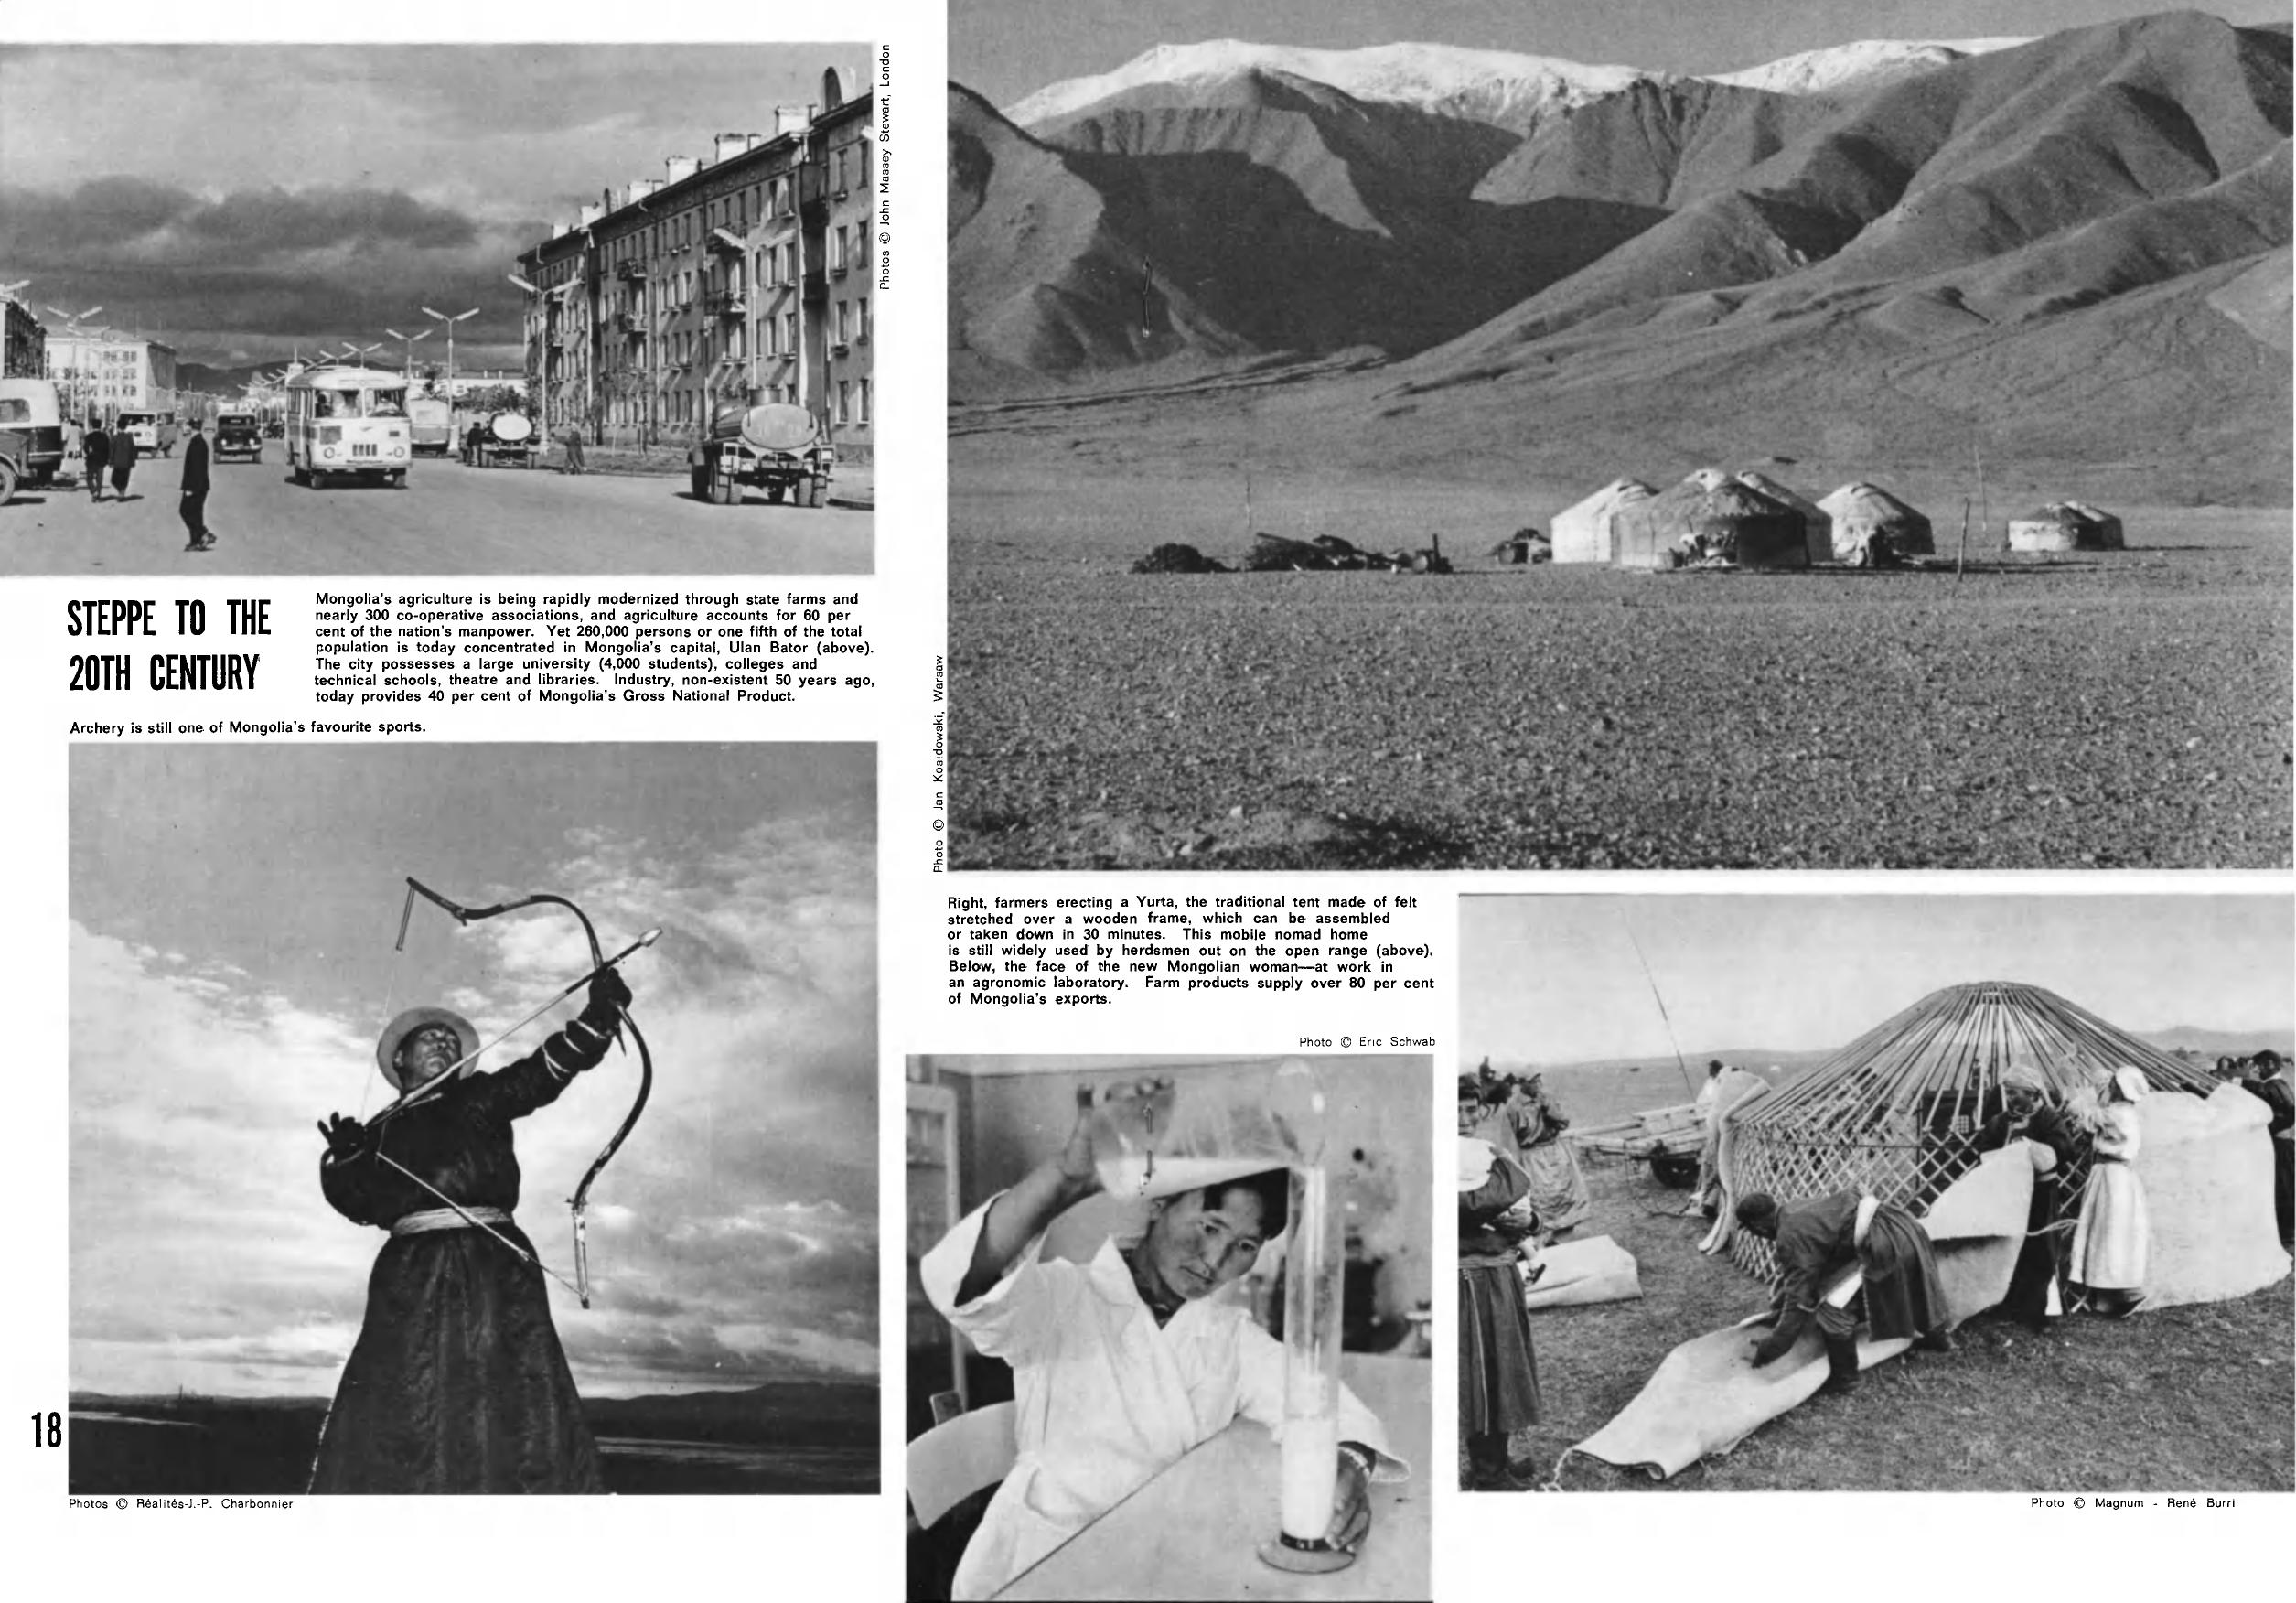 Photos © John Massey Stewart, London
STEPPE TO THE
20TH CENTURY
Mongolia's agriculture is being rapidly modernized through state farms and
nearly 300 co-operative associations, and agriculture accounts for 60 per
cent of the nation's manpower. Yet 260,000 persons or one fifth of the total
population is today concentrated in Mongolia's capital, Ulan Bator (above).
The city possesses a large university (4,000 students), colleges and
technical schools, theatre and libraries. Industry, non-existent 50 years ago,
today provides 40 per cent of Mongolia's Gross National Product.
Archery is still one of Mongolia's favourite sports.
18
Photos © Réalités-J.-P. Charbonnier
Photo © Jan Kosidowski, Warsaw
Right, farmers erecting a Yurta, the traditional tent made of felt
stretched over a wooden frame, which can be assembled
or taken down in 30 minutes. This mobile nomad home
is still widely used by herdsmen out on the open range (above).
Below, the face of the new Mongolian woman—at work in
an agronomic laboratory. Farm products supply over 80 per cent
of Mongolia's exports.
Photo © Eric Schwab
Photo © Magnum - René Burri